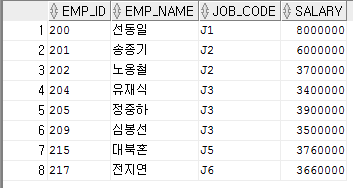 EMP_ID EMP_NAME JOB_CODE SALARY
1 200 선동일 J1 8000000
2 201 송종기 J2 6000000
3 202 노옹철 J2 3700000
4 204 유재식 J3 3400000
5 205 정중하 J3 3900000
6 209 심봉선 J3 3500000
7 215 대북혼 J5 3760000
8 217 전지연 J6 3660000